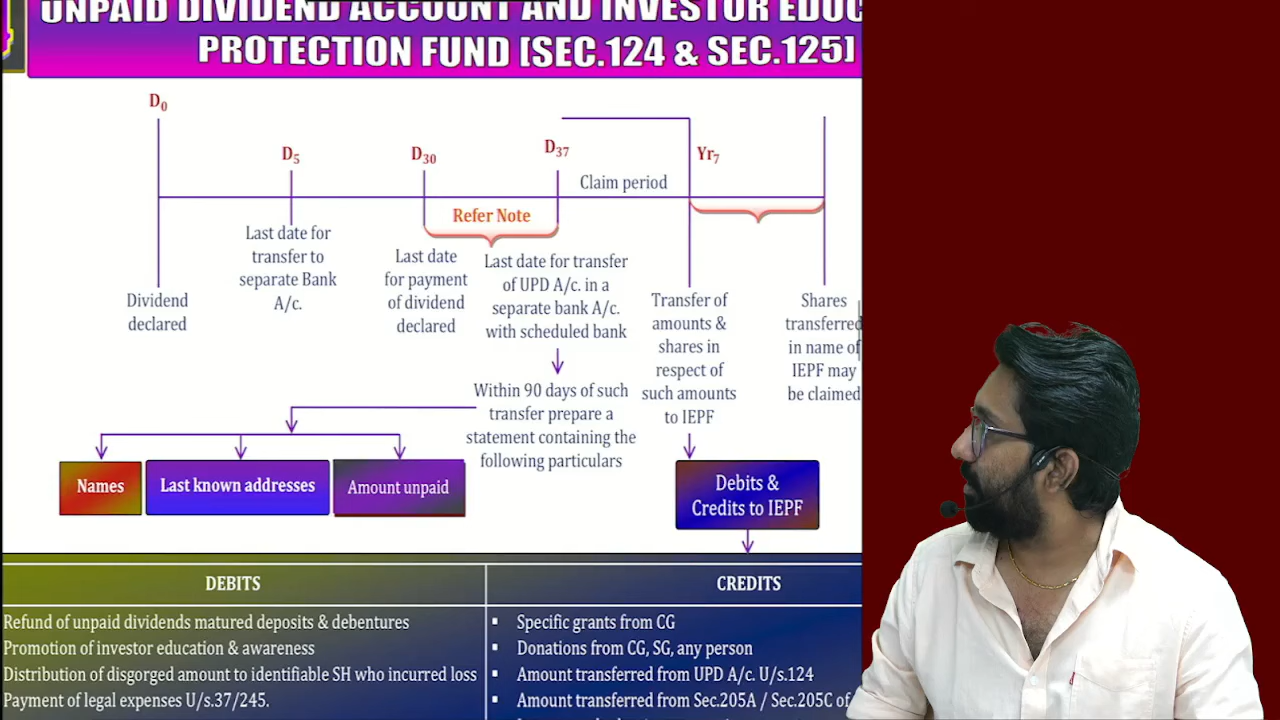 UNPAID DIVIDEND ACCOUNT AND INVESTOR EDUC
PROTECTION FUND [SEC.124 & SEC.125]
D0
D5
D30
D37
Yr7
Claim period
Refer Note
Dividend
declared
Last date for
transfer to
separate Bank
A/c.
Last date
for payment
of dividend
declared
Last date for transfer
of UPD A/c. in a
separate bank A/c.
with scheduled bank
Transfer of
amounts &
shares in
respect of
such amounts
to IEPF
Shares
transferred
in name of
IEPF may
be claimed
Within 90 days of such
transfer prepare a
statement containing the
following particulars
Names
Last known addresses
Amount unpaid
Debits &
Credits to IEPF
DEBITS
Refund of unpaid dividends matured deposits & debentures
Promotion of investor education & awareness
Distribution of disgorged amount to identifiable SH who incurred loss
Payment of legal expenses U/s.37/245.
CREDITS
▪ Specific grants from CG
▪ Donations from CG, SG, any person
▪ Amount transferred from UPD A/c. U/s.124
▪ Amount transferred from Sec.205A / Sec.205C of